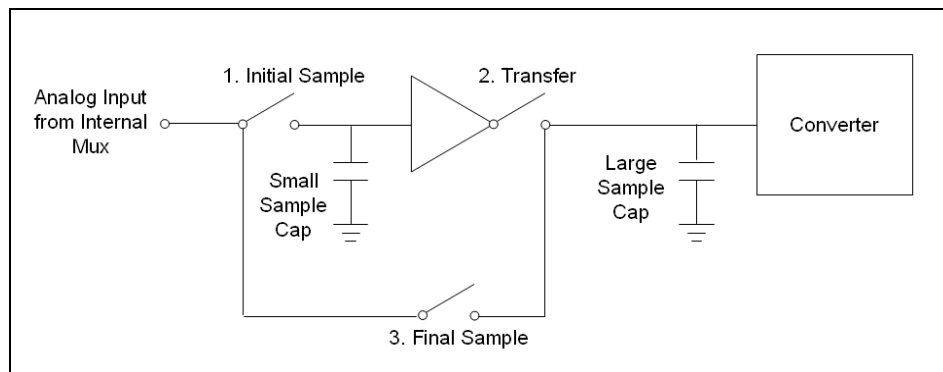 1. Initial Sample
2. Transfer
Analog Input
from Internal
Mux
Converter
Small
Sample
Cap
Large
Sample
Cap
3. Final Sample